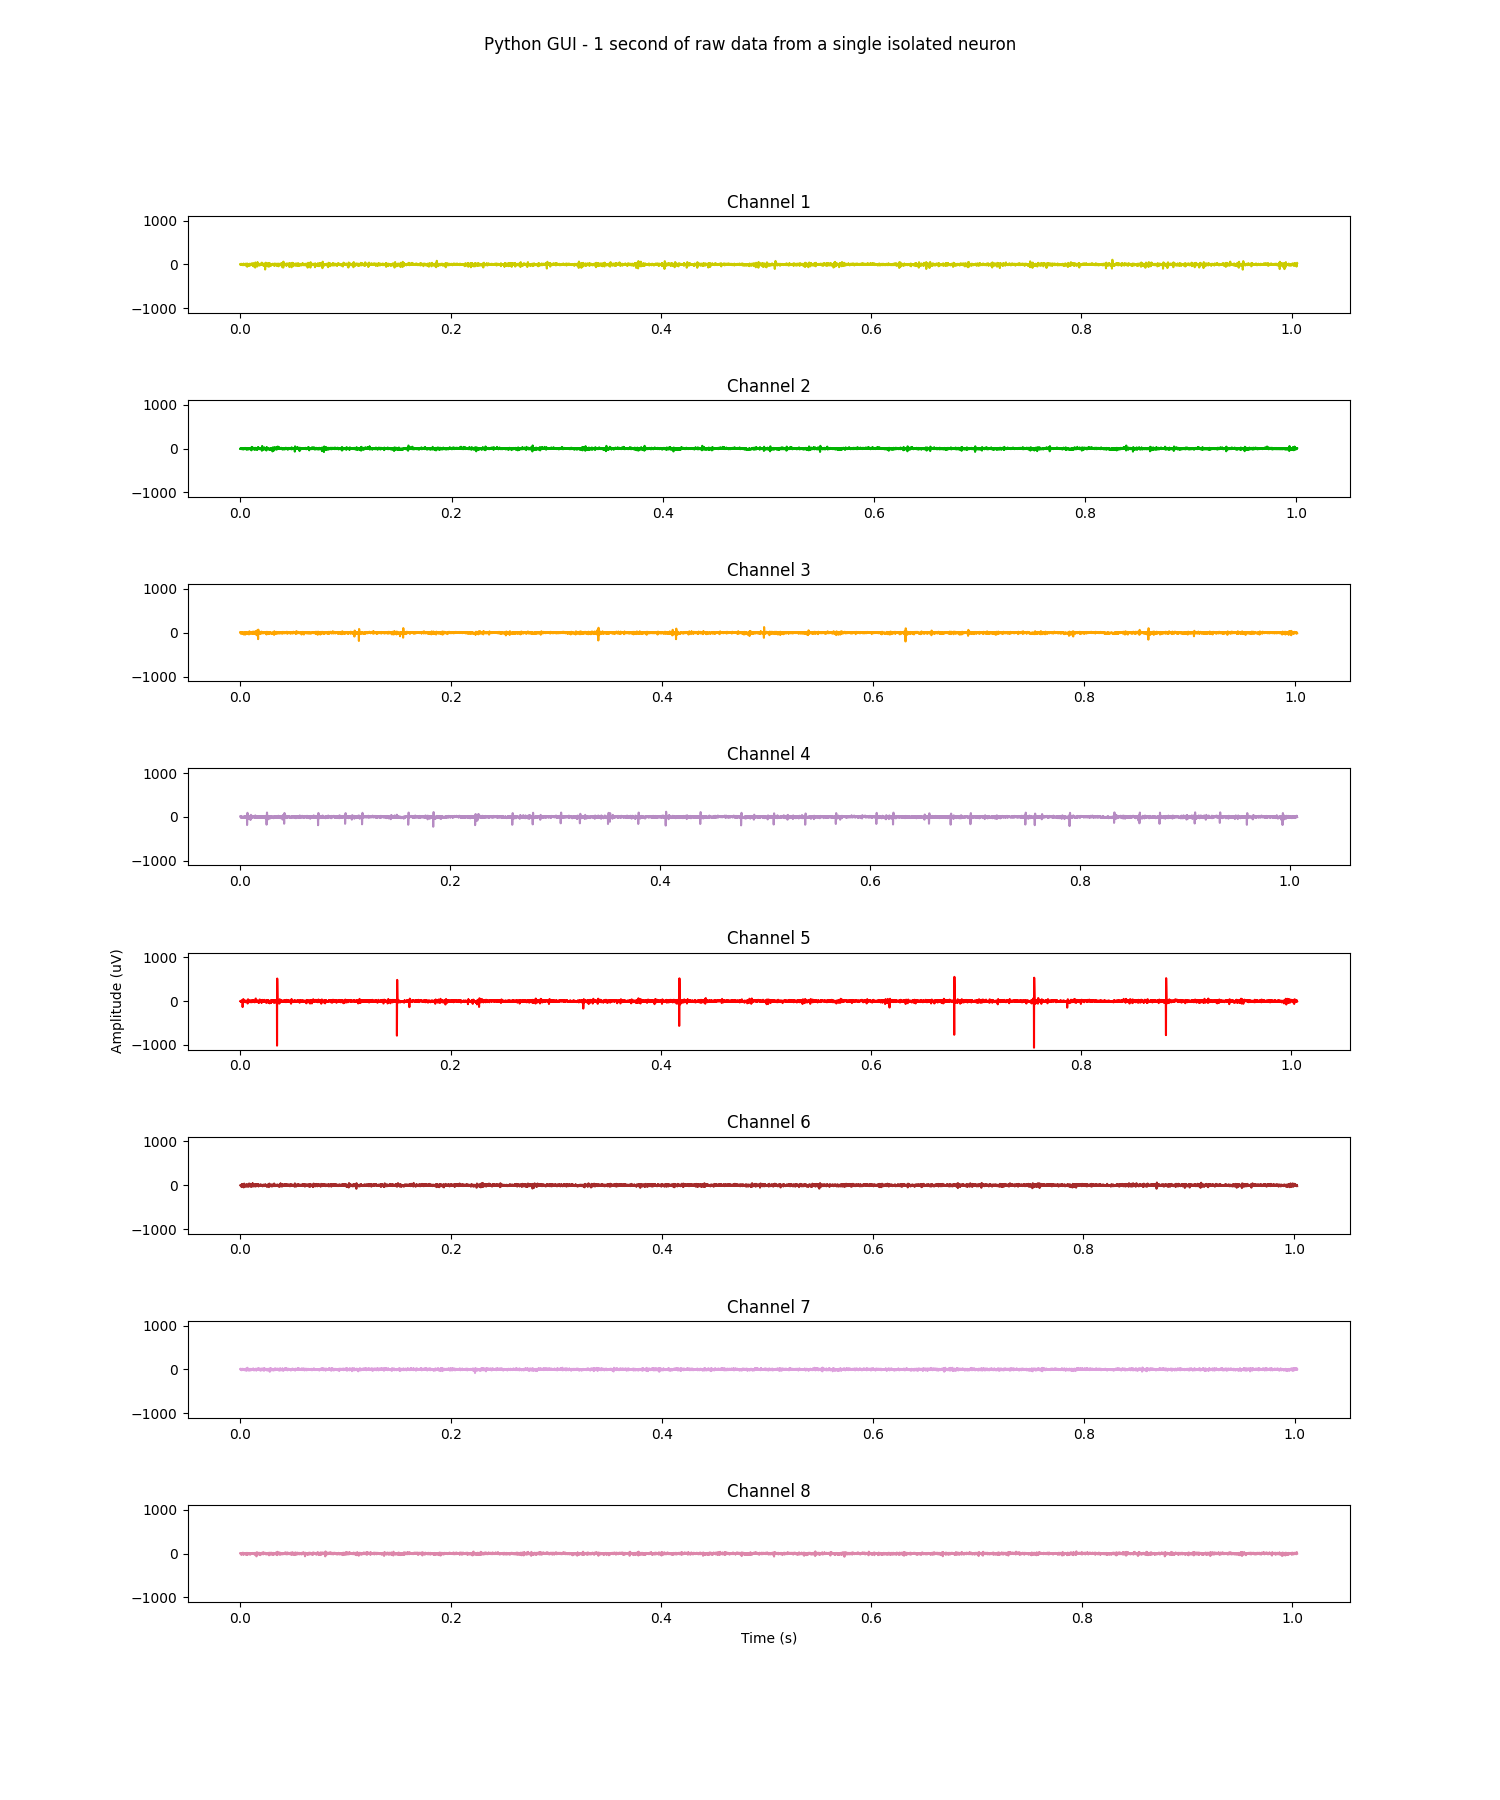 Python GUI - 1 second of raw data from a single isolated neuron
Channel 1
1000
0
−1000
0.0 0.2 0.4 0.6 0.8 1.0
Channel 2
1000
0
−1000
0.0 0.2 0.4 0.6 0.8 1.0
Channel 3
1000
0
−1000
0.0 0.2 0.4 0.6 0.8 1.0
Channel 4
1000
0
−1000
0.0 0.2 0.4 0.6 0.8 1.0
Channel 5
Amplitude (uV)
1000
0
−1000
0.0 0.2 0.4 0.6 0.8 1.0
Channel 6
1000
0
−1000
0.0 0.2 0.4 0.6 0.8 1.0
Channel 7
1000
0
−1000
0.0 0.2 0.4 0.6 0.8 1.0
Channel 8
1000
0
−1000
0.0 0.2 0.4 0.6 0.8 1.0
Time (s)